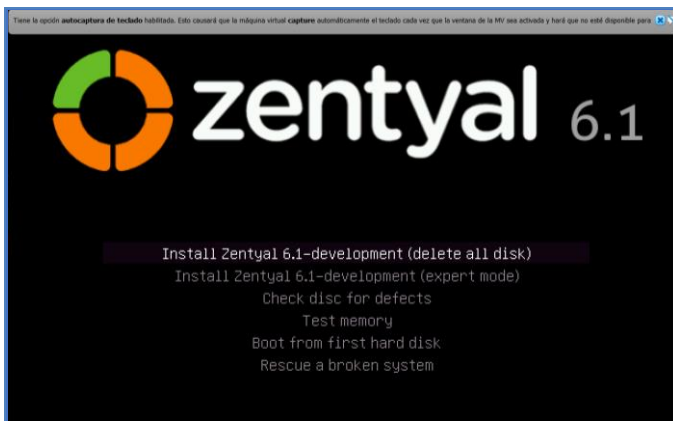 Tiene la opción autocaptura de teclado habilitada. Esto causará que la máquina virtual capture automáticamente el teclado cada vez que la ventana de la MV sea activada y hará que no esté disponible para
zentyal 6.1
Install Zentyal 6.1-development (delete all disk)
Install Zentyal 6.1-development (expert mode)
Check disc for defects
Test memory
Boot from first hard disk
Rescue a broken system